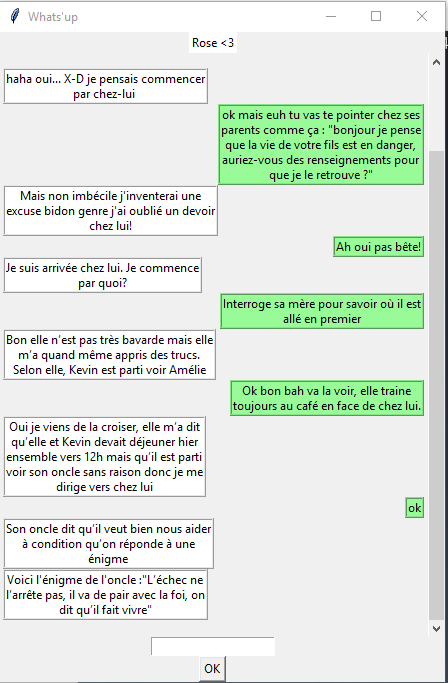 Whats'up
Rose <3
haha oui... X-D je pensais commencer
par chez-lui
ok mais euh tu vas te pointer chez ses
parents comme ça : "bonjour je pense
que la vie de votre fils est en danger,
auriez-vous des renseignements pour
que je le retrouve ?"
Mais non imbécile j'inventerai une
excuse bidon genre j'ai oublié un devoir
chez lui!
Ah oui pas bête!
Je suis arrivée chez lui. Je commence
par quoi?
Interroge sa mère pour savoir où il est
allé en premier
Bon elle n'est pas très bavarde mais elle
m'a quand même appris des trucs.
Selon elle, Kevin est parti voir Amélie
Ok bon bah va la voir, elle traine
toujours au café en face de chez lui.
Oui je viens de la croiser, elle m'a dit
qu'elle et Kevin devait déjeuner hier
ensemble vers 12h mais qu'il est parti
voir son oncle sans raison donc je me
dirige vers chez lui
ok
Son oncle dit qu'il veut bien nous aider
à condition qu'on réponde à une
énigme
Voici l'énigme de l'oncle :"L'échec ne
l'arrête pas, il va de pair avec la foi, on
dit qu'il fait vivre"
OK